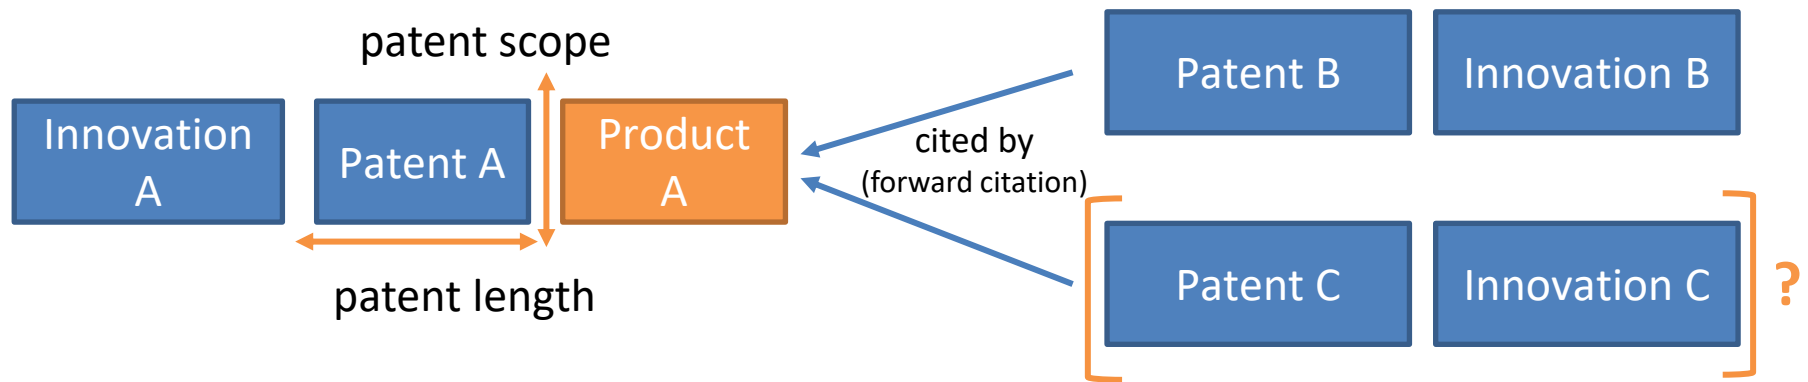 patent scope
Innovation
A
Patent A
Product
A
patent length
cited by
(forward citation)
Patent B
Innovation B
Patent C
Innovation C
?